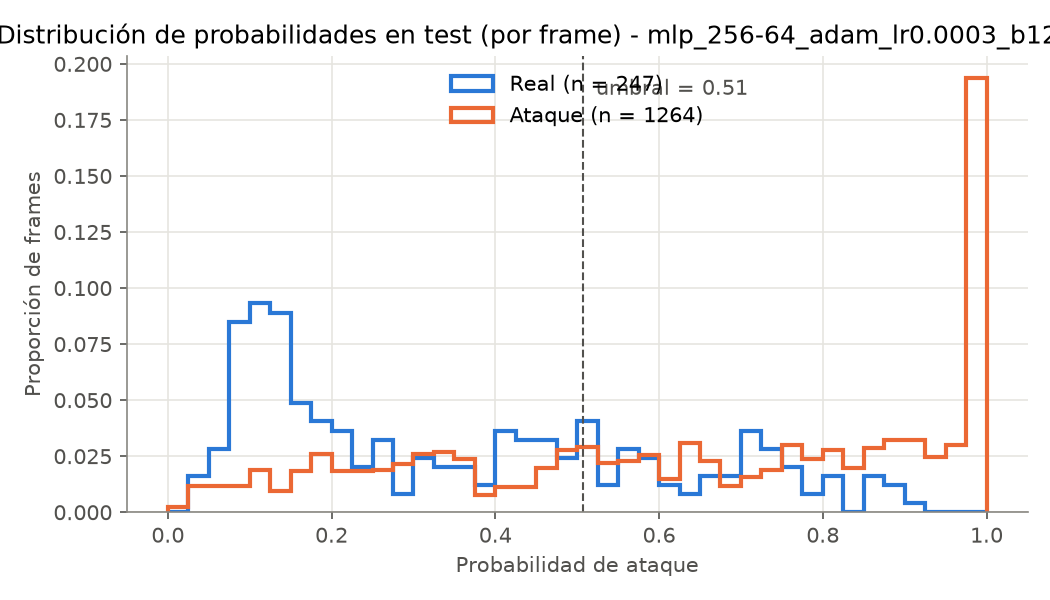 Distribución de probabilidades en test (por frame) - mlp_256-64_adam_lr0.0003_b12
Real (n = 247)
umbral = 0.51
Ataque (n = 1264)
Proporción de frames
0.200
0.175
0.150
0.125
0.100
0.075
0.050
0.025
0.000
0.0 0.2 0.4 0.6 0.8 1.0
Probabilidad de ataque